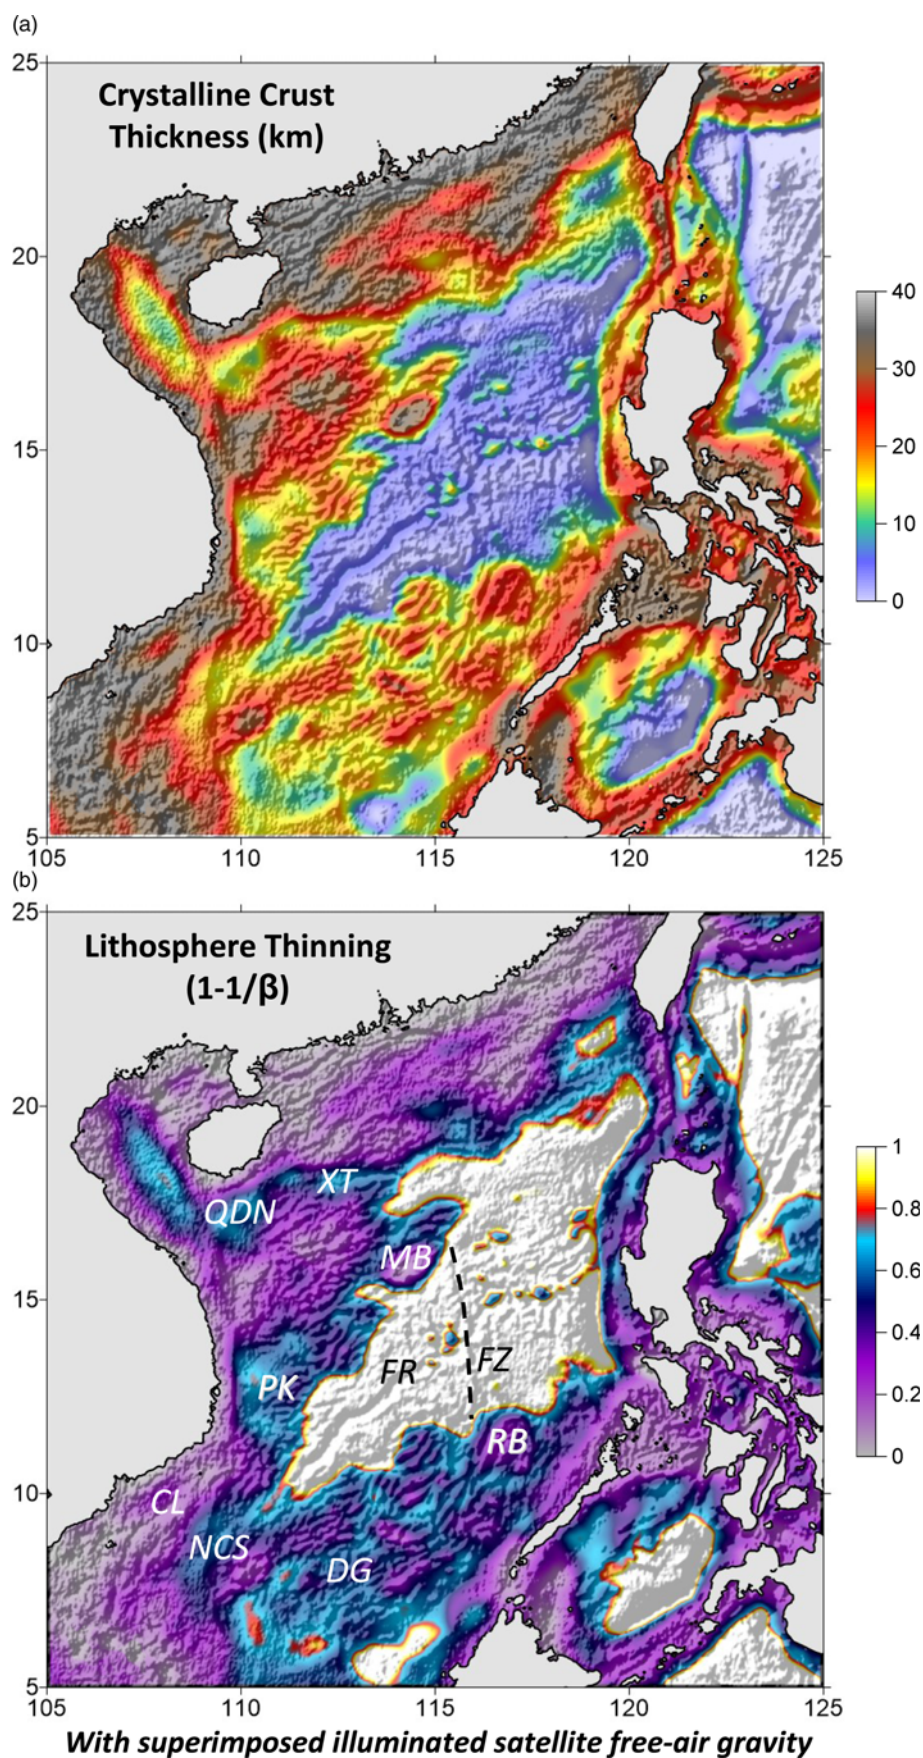 (a)
25
Crystalline Crust
Thickness (km)
20
40
30
15
20
10
10
0
5
105
110
115
120
125
(b)
25
Lithosphere Thinning
(1-1/β)
20
1
XT
QDN
0.8
MB
15
0.6
FZ
FR
PK
0.4
RB
0.2
10
CL
0
NCS
DG
5
105
110
115
120
125
With superimposed illuminated satellite free-air gravity